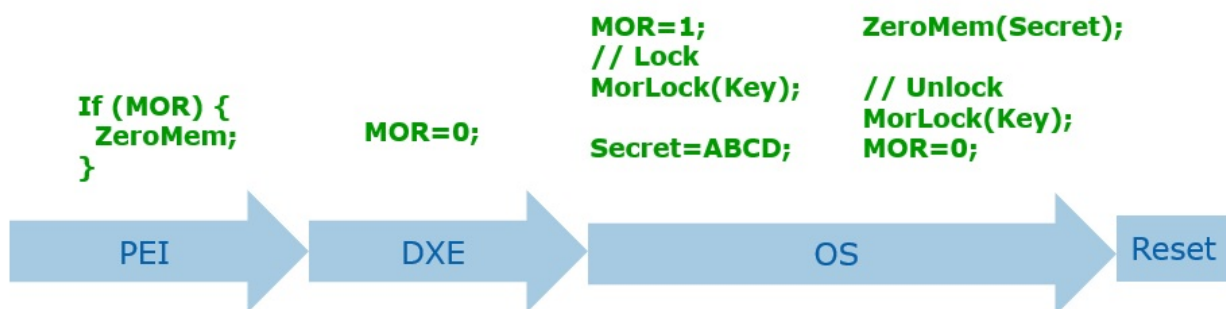 If (MOR) {
ZeroMem;
}
MOR=0;
MOR=1;
// Lock
MorLock(Key);
Secret=ABCD;
ZeroMem(Secret);
// Unlock
MorLock(Key);
MOR=0;
PEI
DXE
OS
Reset